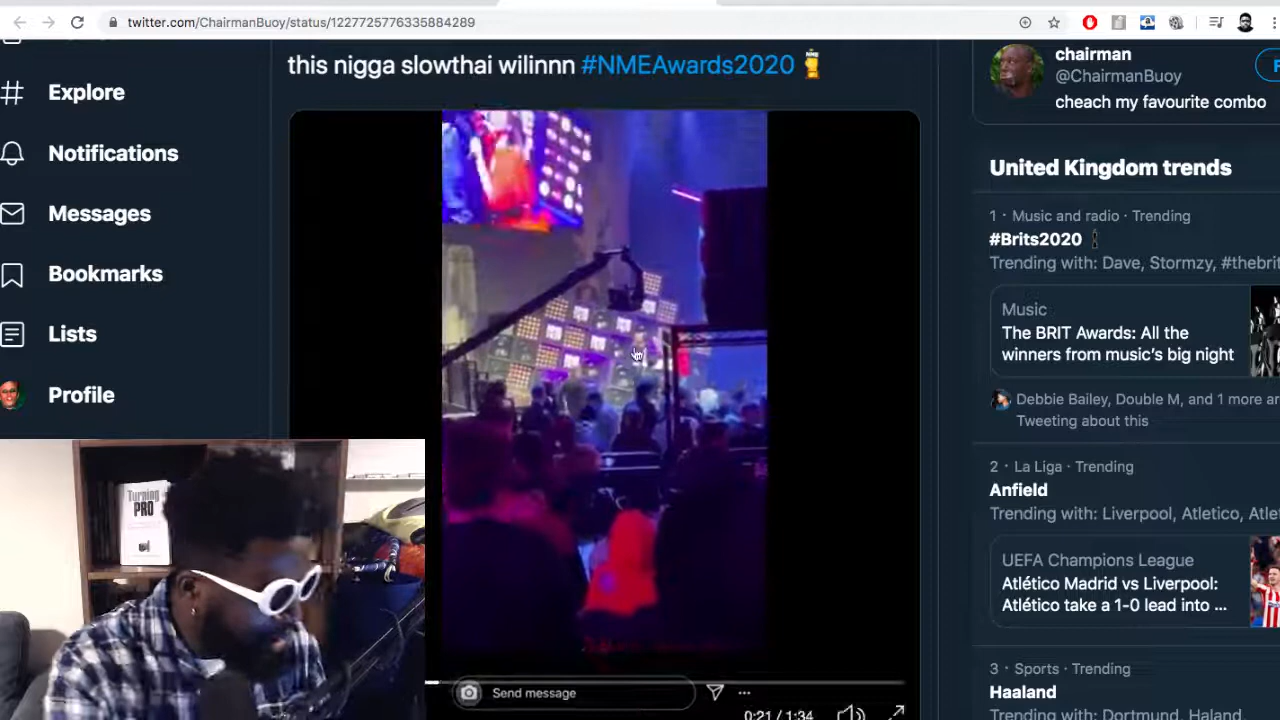 twitter.com/ChairmanBuoy/status/1227725776335884289
this nigga slowthai wilinnn #NMEAwards2020
Explore
Notifications
Messages
Bookmarks
Lists
Profile
Turning
PRO
Send message
0:21 / 1:34
chairman
@ChairmanBuoy
cheach my favourite combo
United Kingdom trends
1 · Music and radio · Trending
#Brits2020
Trending with: Dave, Stormzy, #thebrit
Music
The BRIT Awards: All the
winners from music's big night
Debbie Bailey, Double M, and 1 more ar
Tweeting about this
2 · La Liga · Trending
Anfield
Trending with: Liverpool, Atletico, Atle
UEFA Champions League
Atlético Madrid vs Liverpool:
Atlético take a 1-0 lead into ...
3 · Sports · Trending
Haaland
Trending with: Dortmund, Haland,